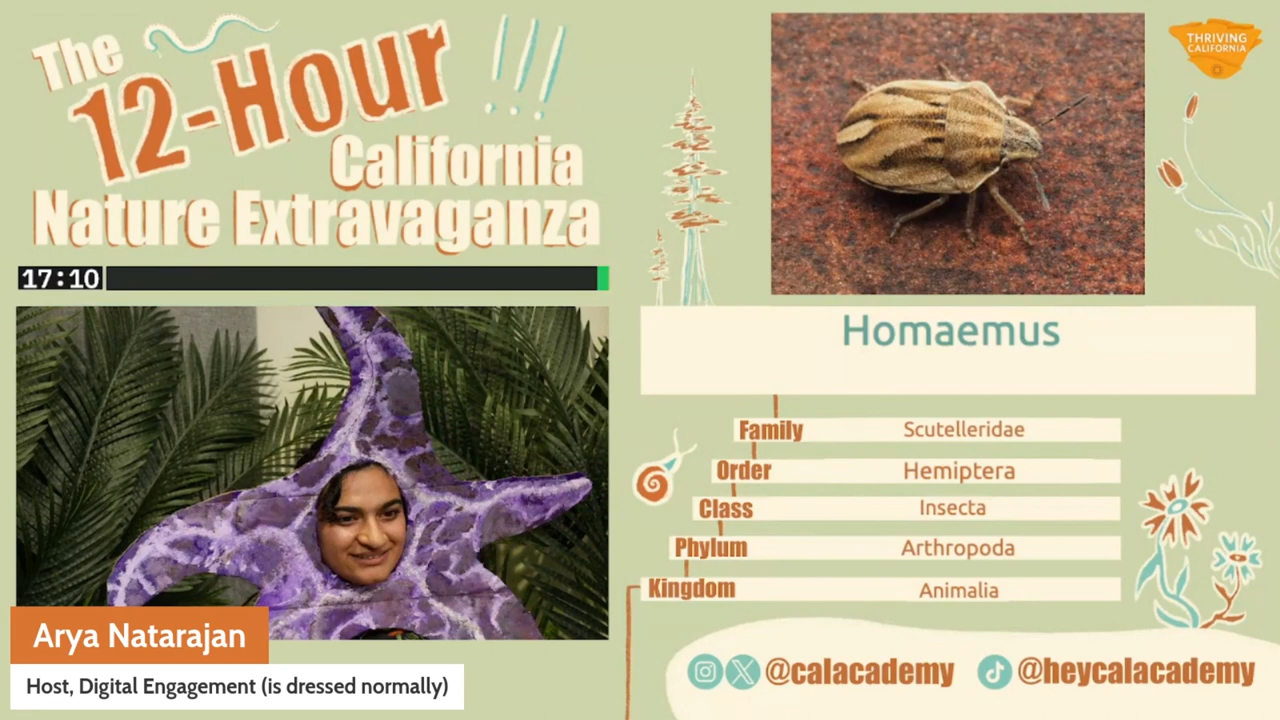 The
12-Hour
!!!
California
Nature Extravaganza
17:10
Arya Natarajan
Host, Digital Engagement (is dressed normally)
THRIVING
CALIFORNIA
Homaemus
Family Scutelleridae
Order Hemiptera
Class Insecta
Phylum Arthropoda
Kingdom Animalia
@calacademy @heycalacademy